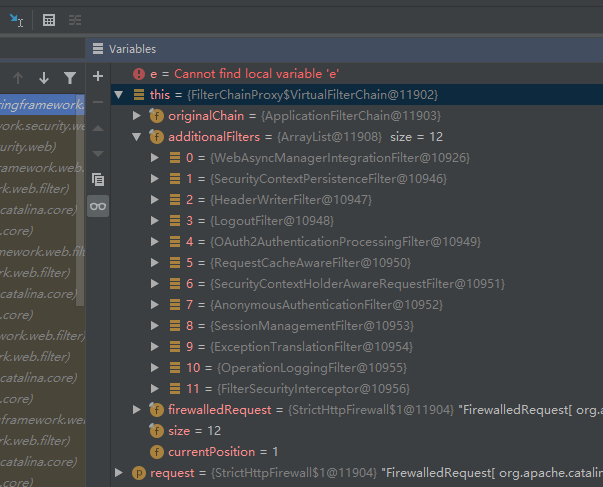 Variables
e = Cannot find local variable 'e'
ringframework.
this = {FilterChainProxy$VirtualFilterChain@11902}
work.security.we
originalChain = {ApplicationFilterChain@11903}
.security.web)
additionalFilters = {ArrayList@11908} size = 12
ramework.web.
0 = {WebAsyncManagerIntegrationFilter@10926}
rk.web.filter)
1 = {SecurityContextPersistenceFilter@10946}
catalina.core)
2 = {HeaderWriterFilter@10947}
.core)
3 = {LogoutFilter@10948}
mework.web.fil
4 = {OAuth2AuthenticationProcessingFilter@10949}
rk.web.filter)
5 = {RequestCacheAwareFilter@10950}
catalina.core)
6 = {SecurityContextHolderAwareRequestFilter@10951}
.core)
7 = {AnonymousAuthenticationFilter@10952}
8 = {SessionManagementFilter@10953}
work.web.filter)
9 = {ExceptionTranslationFilter@10954}
catalina.core)
10 = {OperationLoggingFilter@10955}
.core)
11 = {FilterSecurityInterceptor@10956}
firewalledRequest = {StrictHttpFirewall$1@11904} "FirewalledRequest[ org.a
framework.we
size = 12
rk.web.filter)
currentPosition = 1
catalina.core)
request = {StrictHttpFirewall$1@11904} "FirewalledRequest[ org.apache.catalin
.core)